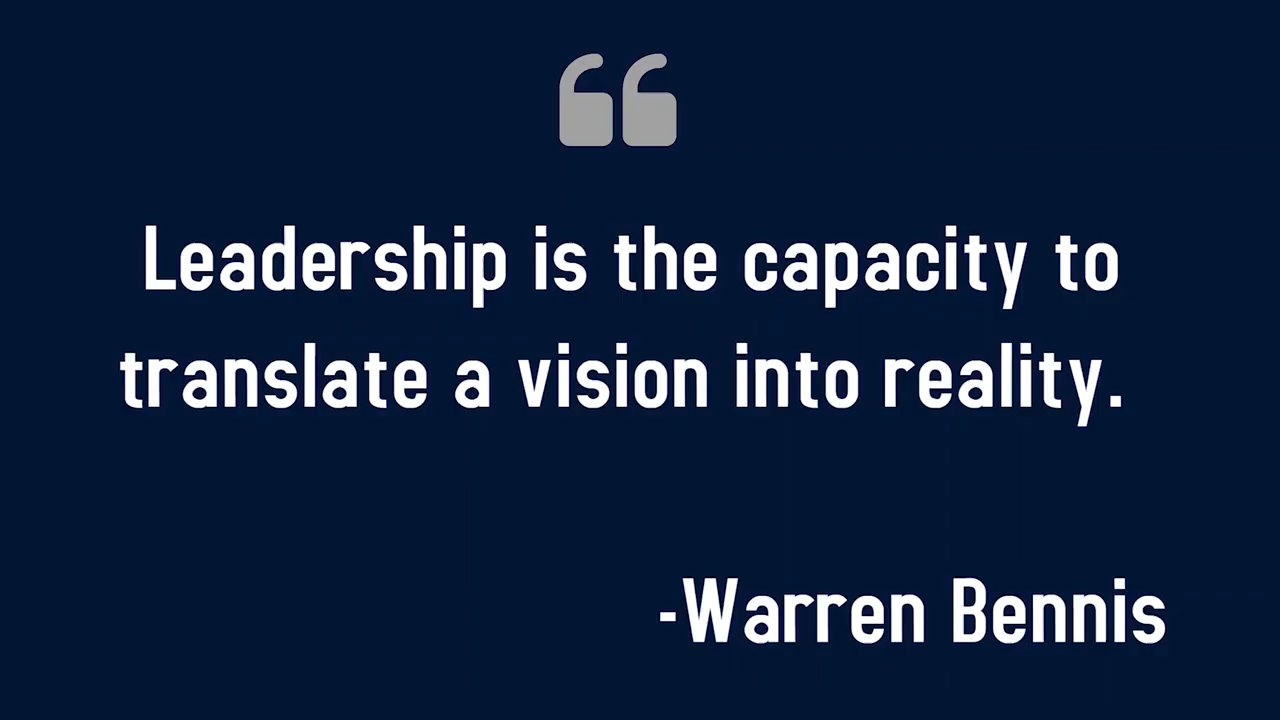 “
Leadership is the capacity to
translate a vision into reality.
-Warren Bennis